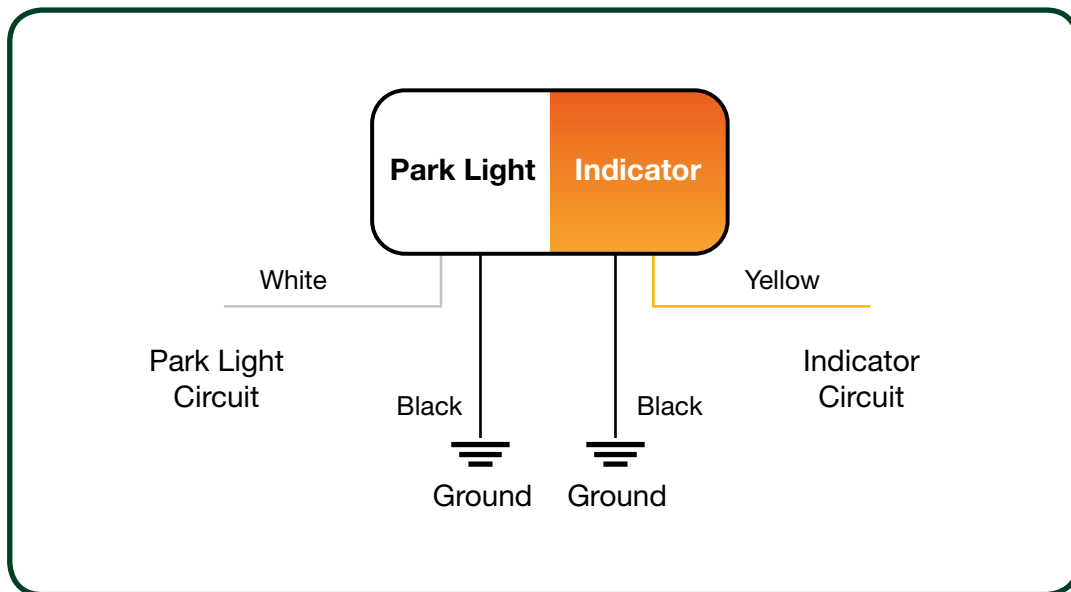 Park Light
Indicator
White
Yellow
Park Light
Circuit
Indicator
Circuit
Black
Black
Ground
Ground